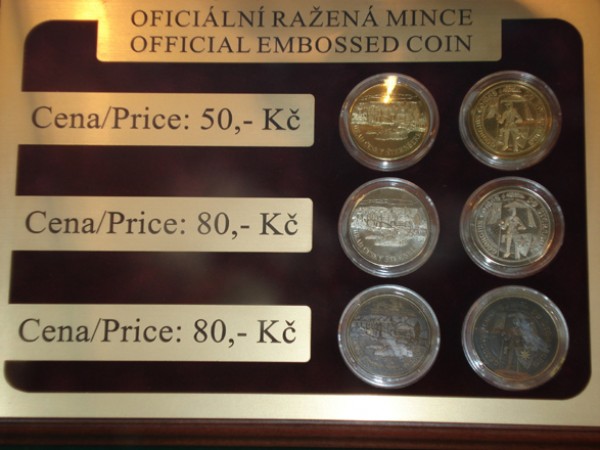 OFICIÁLNÍ RAŽENÁ MINCE
OFFICIAL EMBOSSED COIN
Cena/Price: 50,- Kč
Cena/Price: 80,- Kč
Cena/Price: 80,- Kč